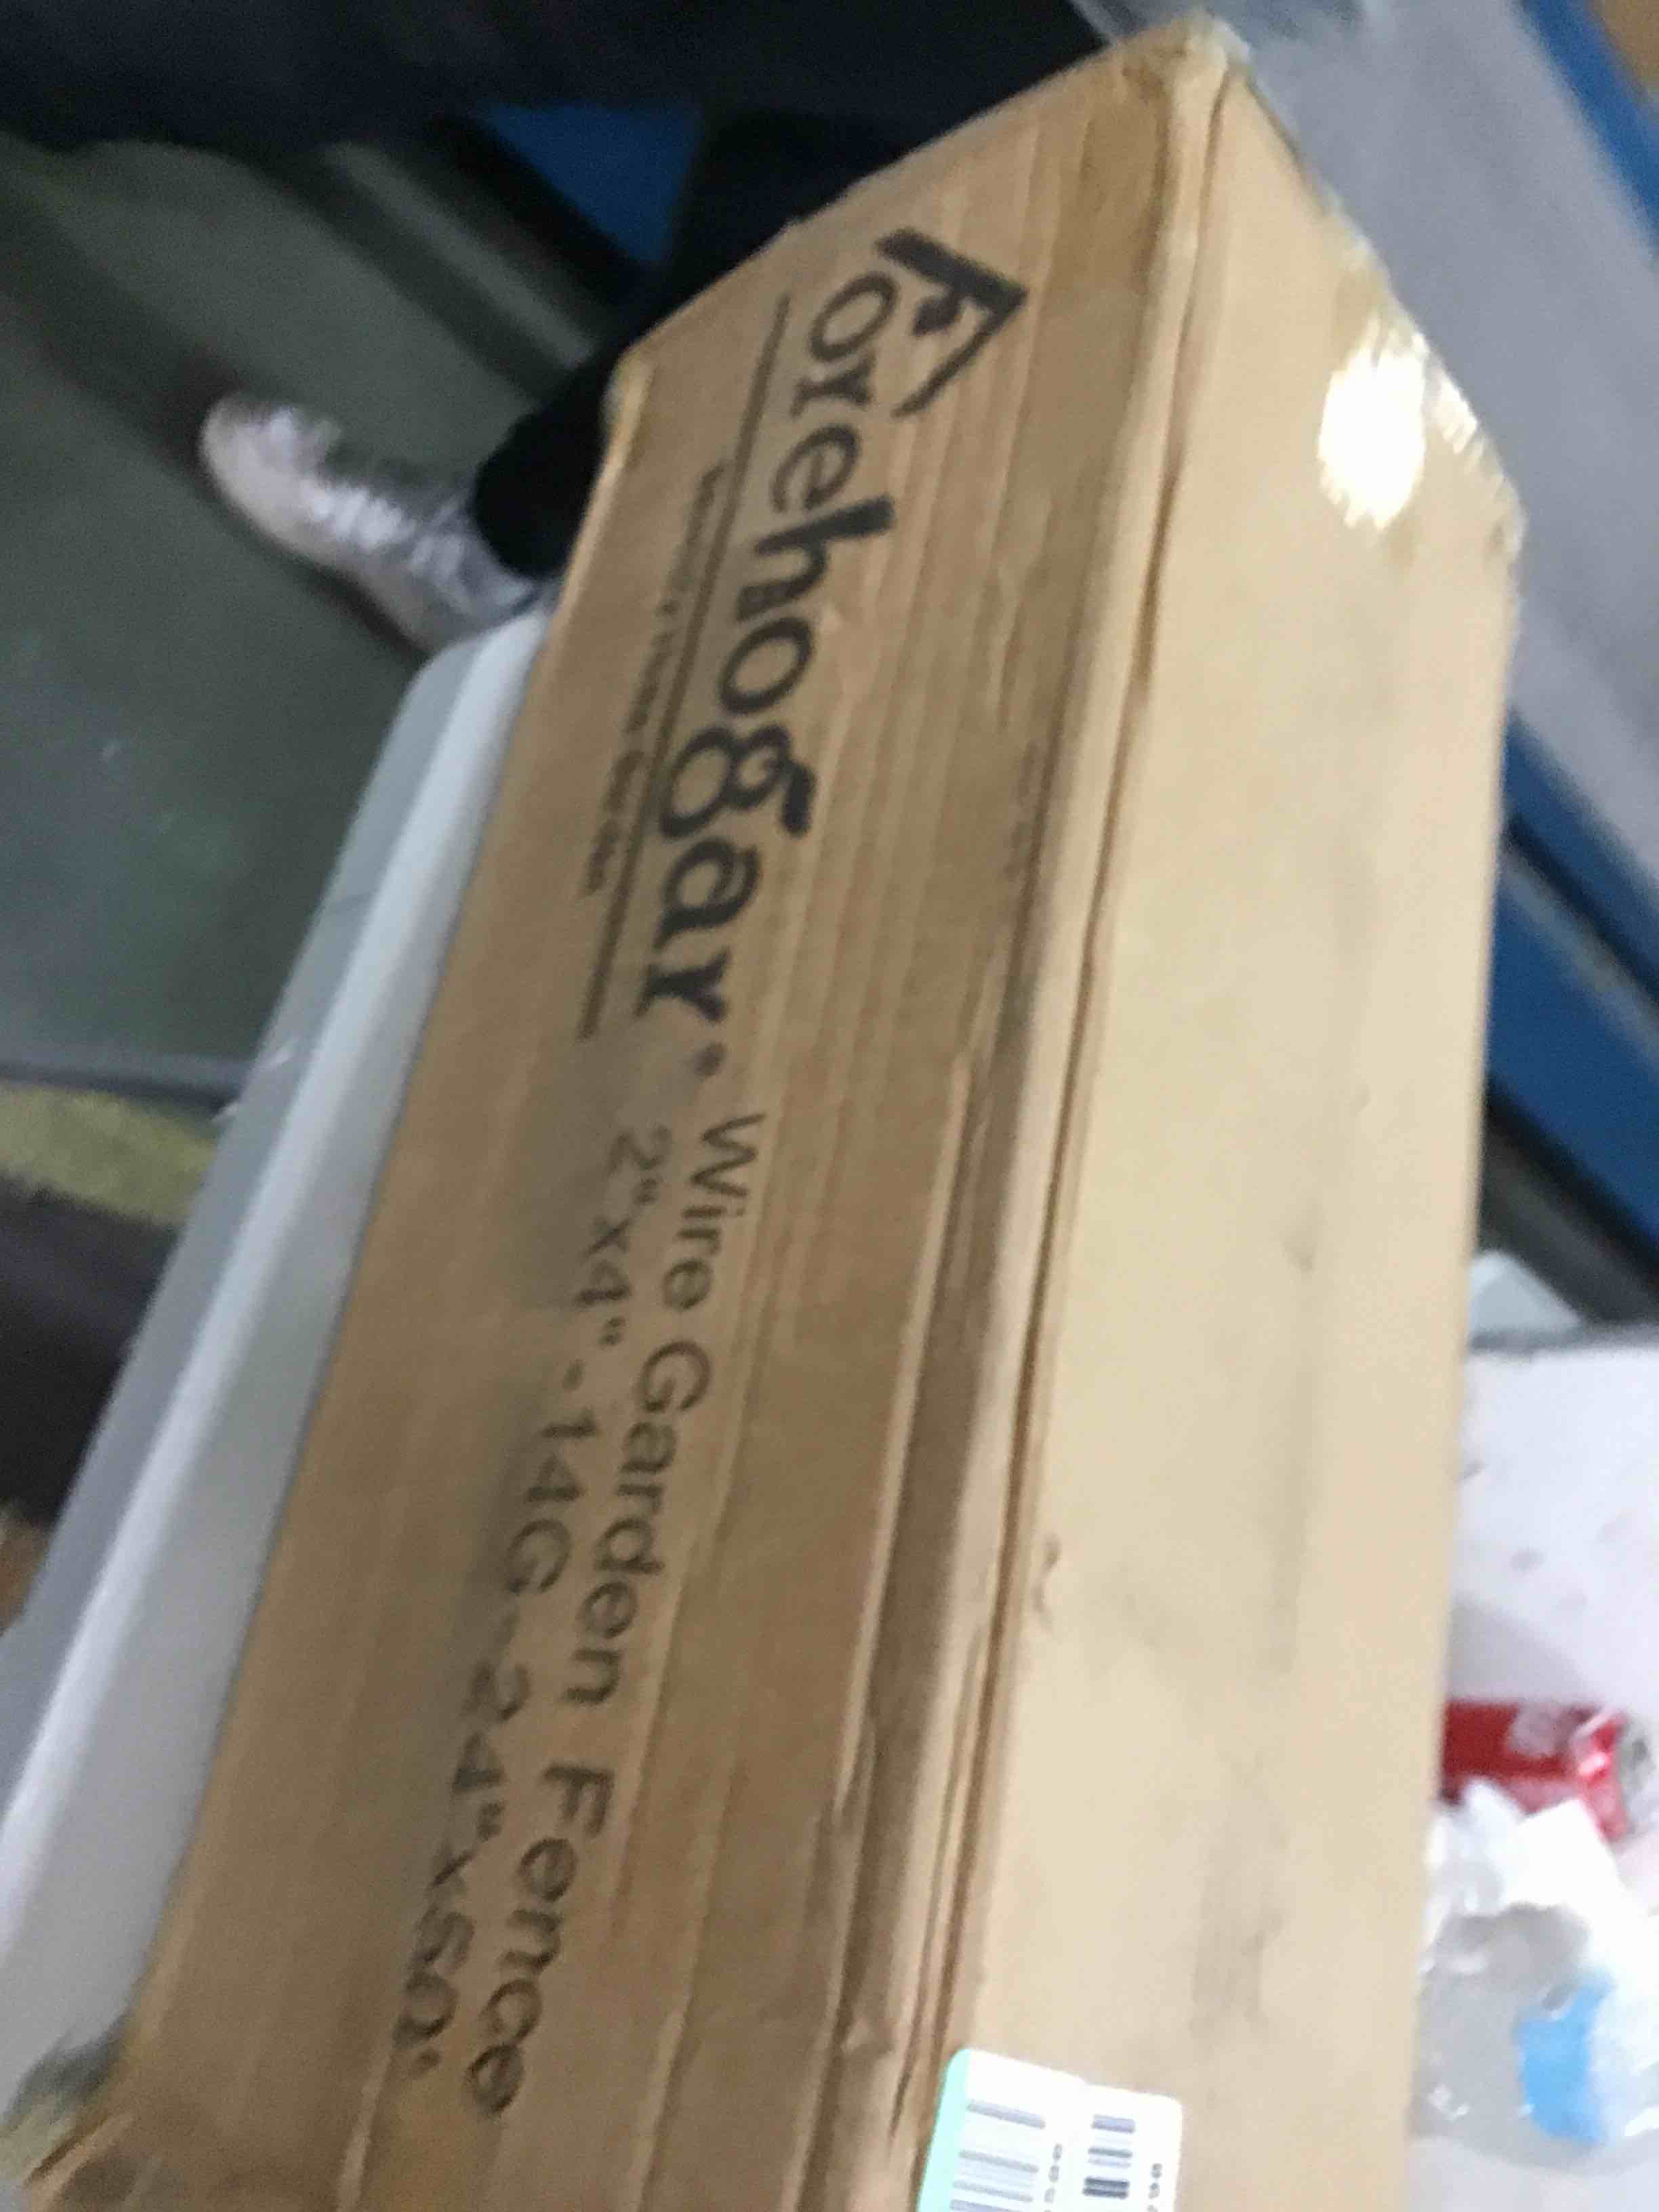 Forehogar®
Wire Garden Fence
2"x4" - 14G-24"x50'